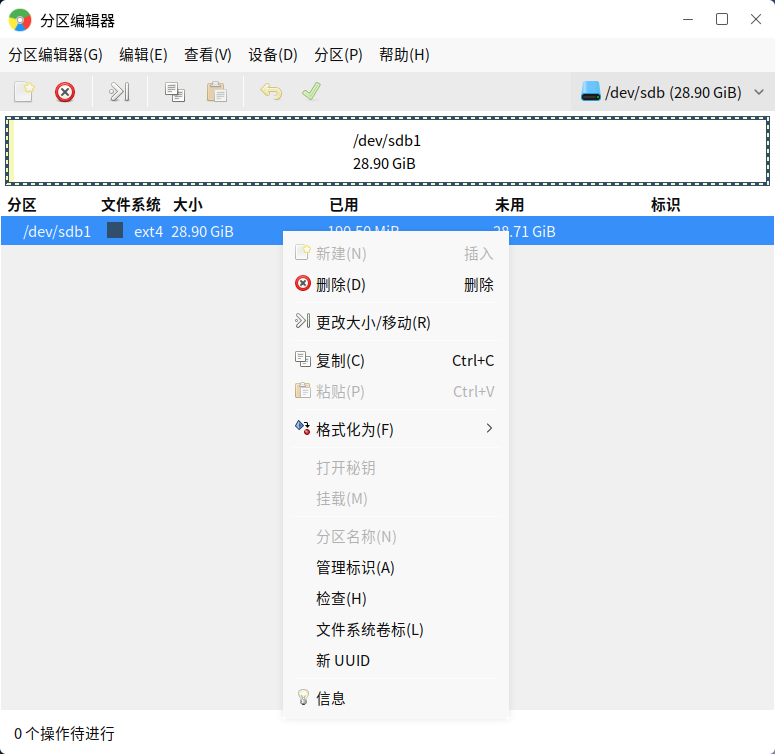 分区编辑器
分区编辑器(G) 编辑(E) 查看(V) 设备(D) 分区(P) 帮助(H)
/dev/sdb (28.90 GiB)
/dev/sdb1
28.90 GiB
分区 文件系统 大小 已用 未用 标识
/dev/sdb1 ext4 28.90 GiB 28.71 GiB
新建(N) 插入
删除(D) 删除
更改大小/移动(R)
复制(C) Ctrl+C
粘贴(P) Ctrl+V
格式化为(F)
打开秘钥
挂载(M)
分区名称(N)
管理标识(A)
检查(H)
文件系统卷标(L)
新 UUID
信息
0 个操作待进行